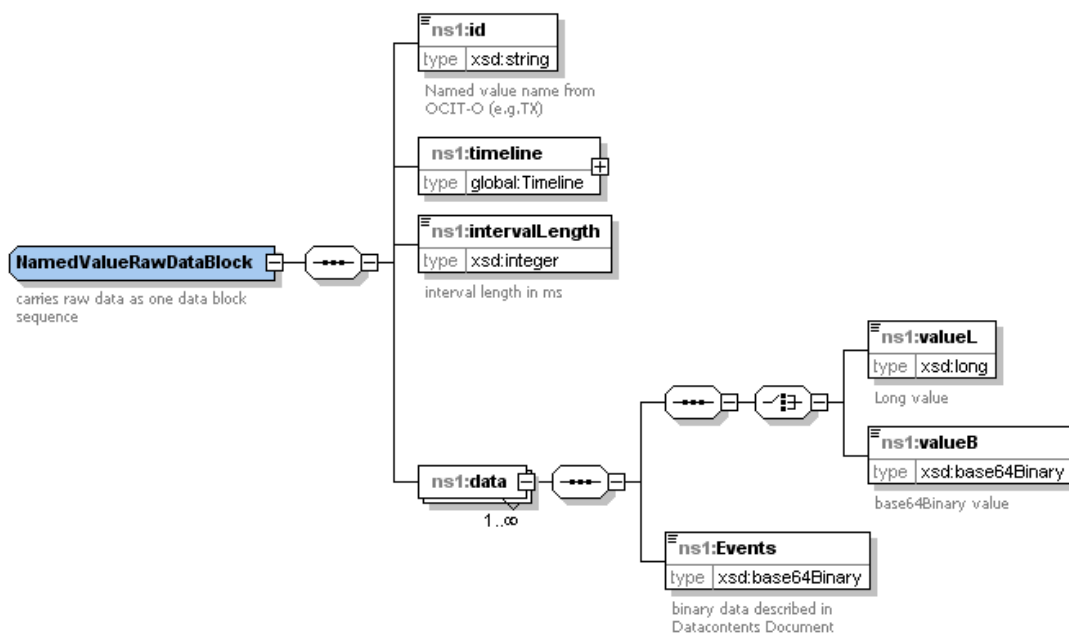 ns1:id
type xsd:string
Named value name from
OCIT-O (e.g.TX)
ns1:timeline
type global:Timeline
ns1:intervalLength
type xsd:integer
interval length in ms
NamedValueRawDataBlock
carries raw data as one data block
sequence
ns1:valueL
type xsd:long
Long value
ns1:valueB
type xsd:base64Binary
base64Binary value
ns1:data
1..∞
ns1:Events
type xsd:base64Binary
binary data described in
Datacontents Document